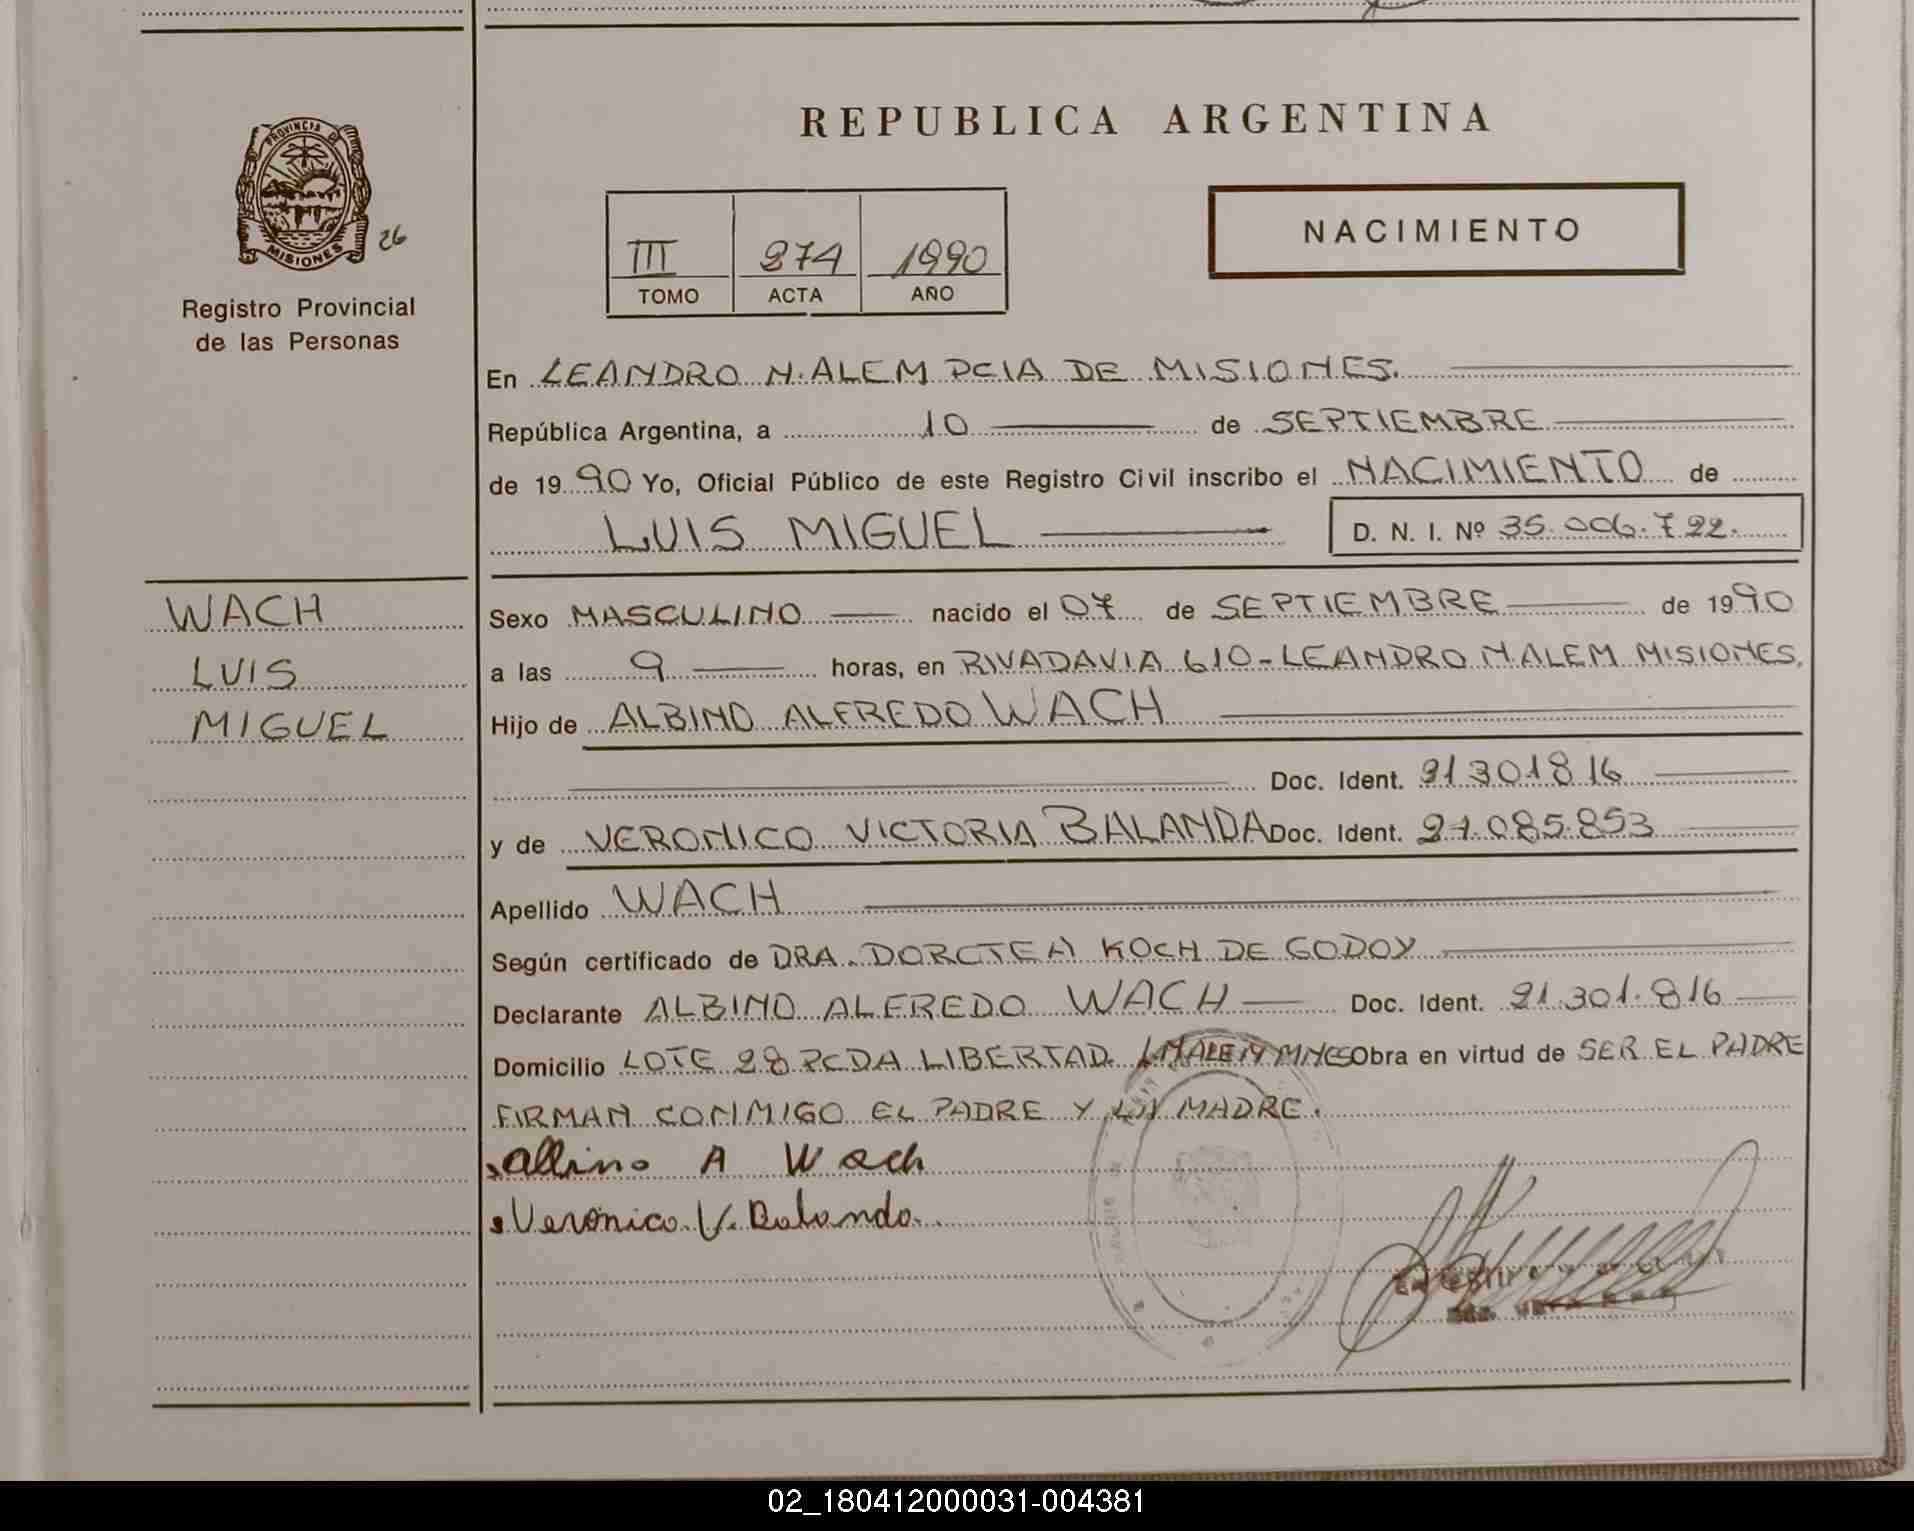 REPUBLICA ARGENTINA
PROVINCIA DE
MISIONES
26
Registro Provincial
de las Personas
III 274 1990
TOMO ACTA AÑO
NACIMIENTO
En LEANDRO N. ALEM PCIA DE MISIONES.
República Argentina, a 10 de SEPTIEMBRE
de 1990 Yo, Oficial Público de este Registro Civil inscribo el NACIMIENTO de
LUIS MIGUEL D. N. I. Nº 35.006.722.
WACH
LUIS
MIGUEL
Sexo MASCULINO nacido el 07 de SEPTIEMBRE de 1990
a las 9 horas, en RIVADAVIA 610-LEANDRO N ALEM MISIONES.
Hijo de ALBINO ALFREDO WACH
Doc. Ident. 21301816
y de VERONICO VICTORIA BALANDA Doc. Ident. 21.085.853
Apellido WACH
Según certificado de DRA. DOROTEA KOCH DE GODOY
Declarante ALBINO ALFREDO WACH Doc. Ident. 21.301.816
Domicilio LOTE 28 PCDA LIBERTAD. L.N ALEM MNES Obra en virtud de SER EL PADRE
FIRMAN CONMIGO EL PADRE Y LA MADRE.
Albino A Wach
Veronica V. Balanda.
02_180412000031-004381